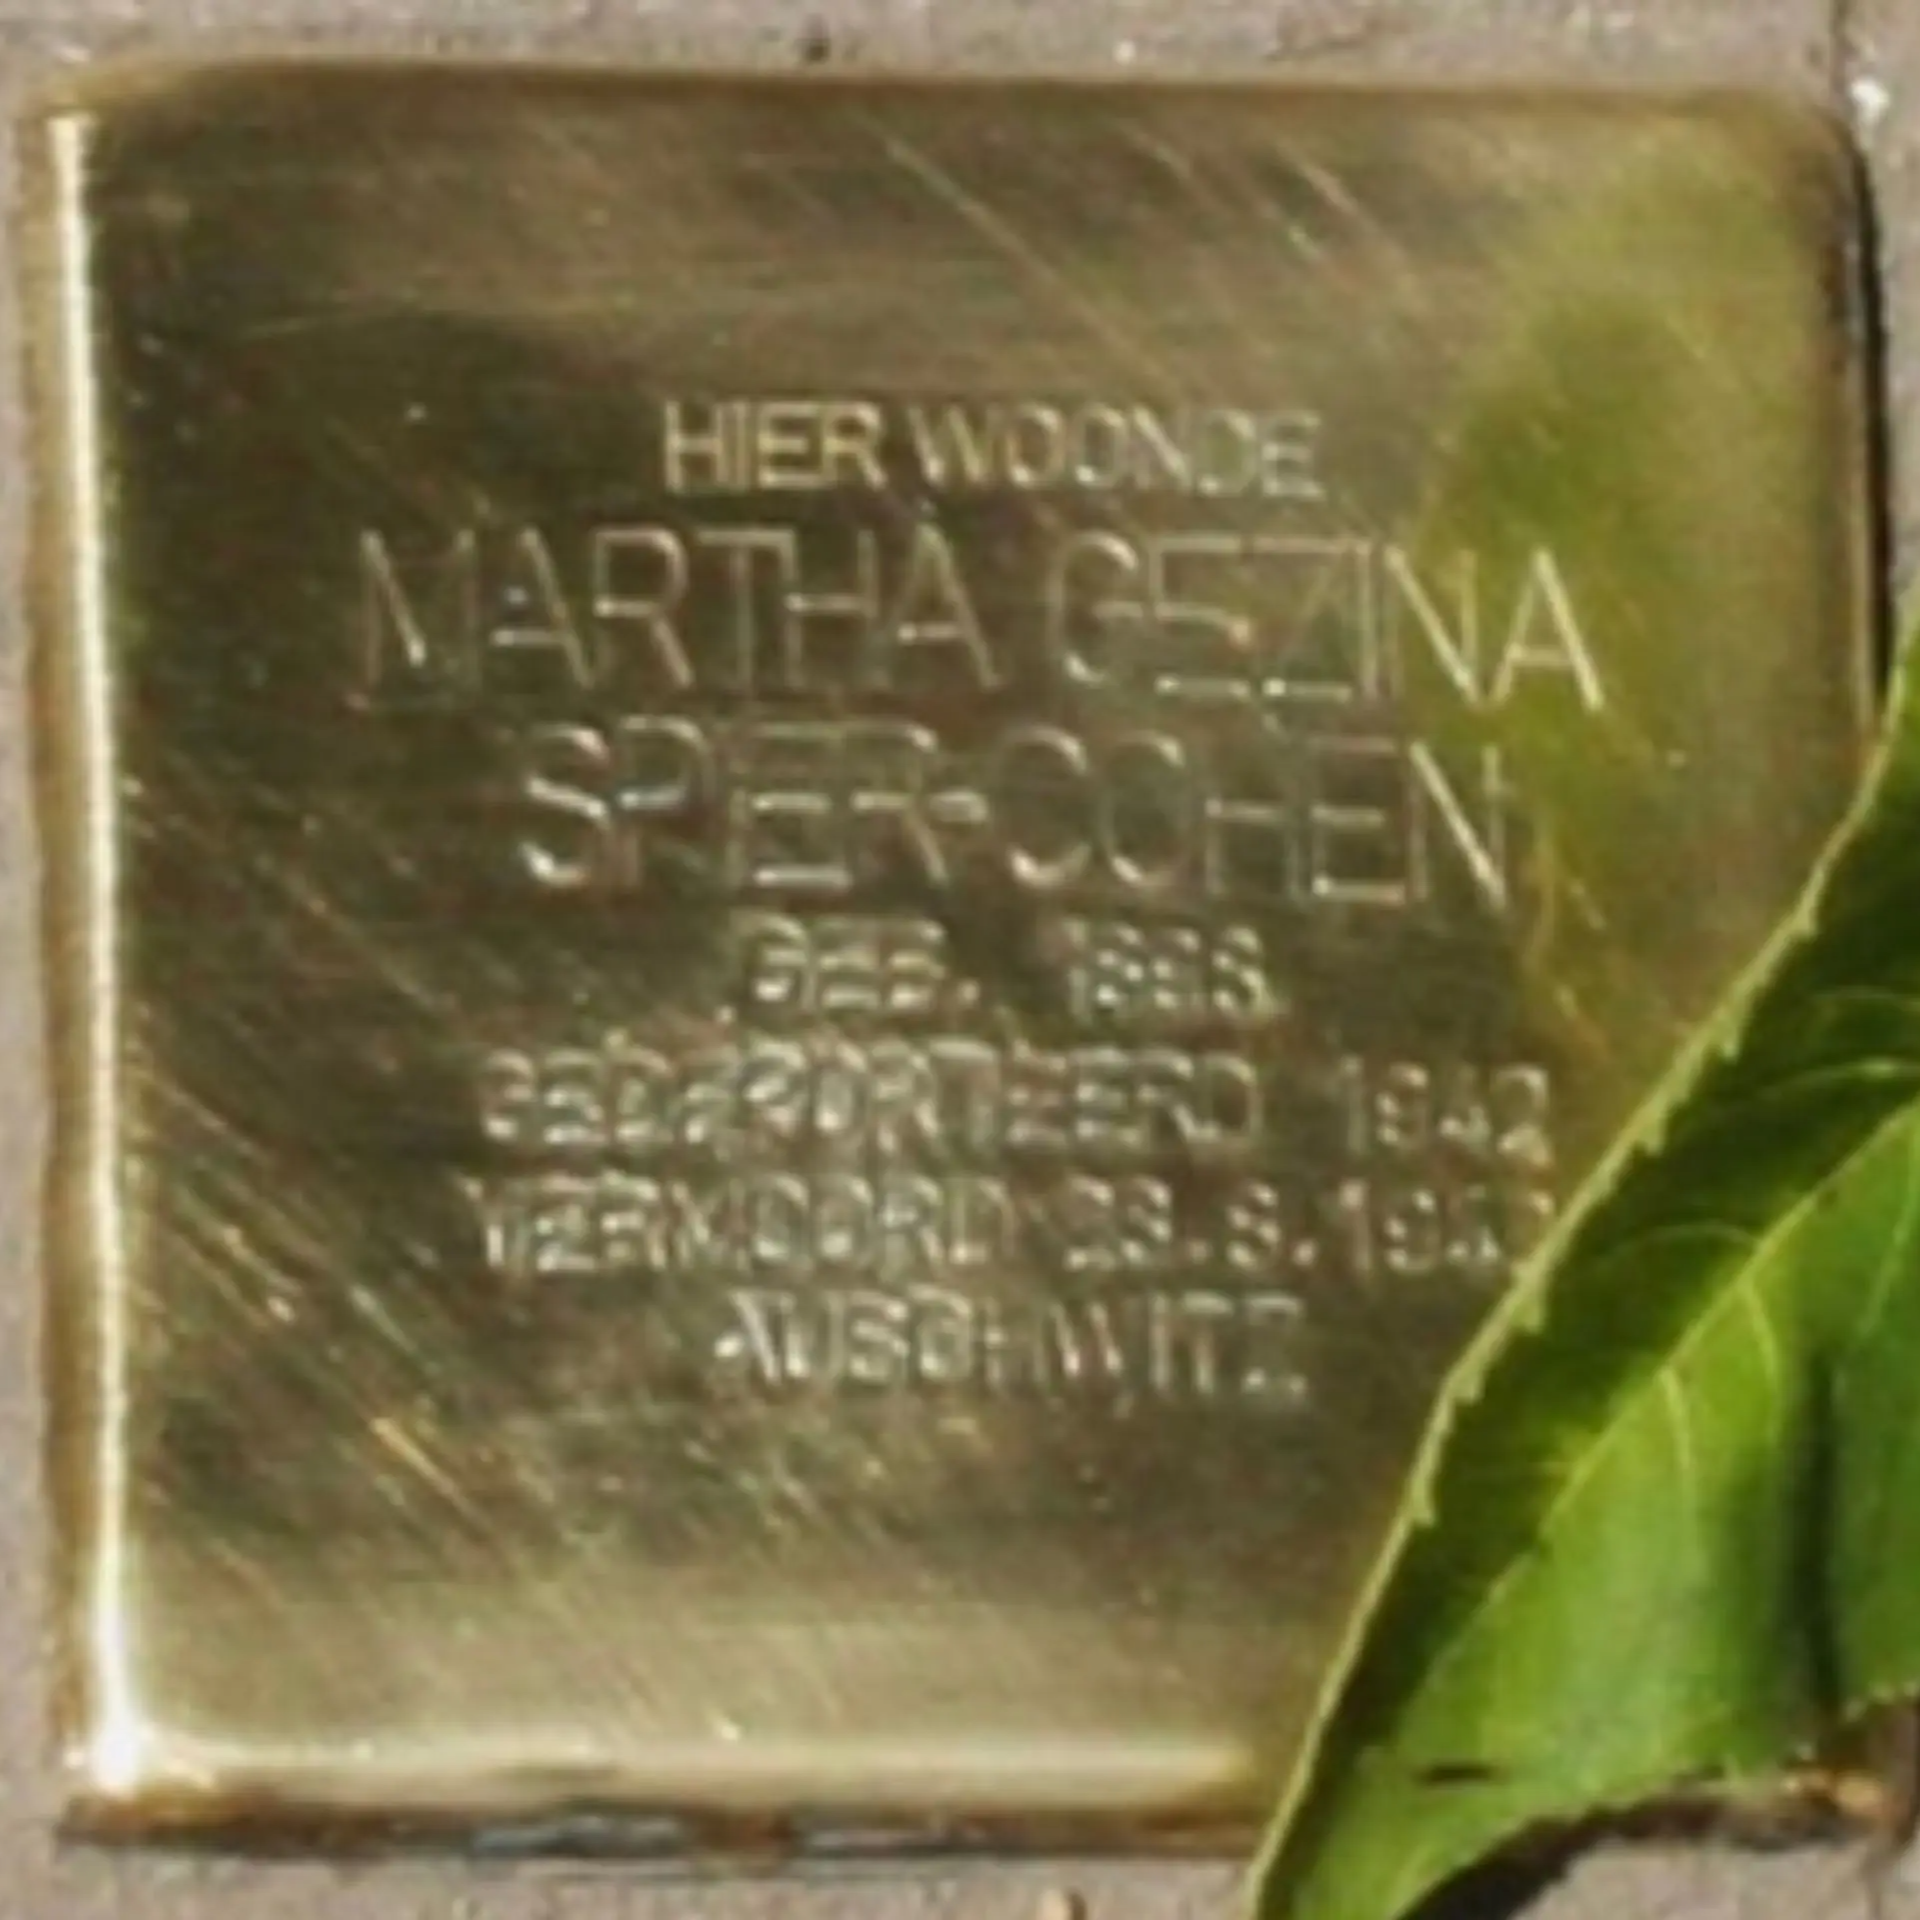 HIER WOONDE
MARTHA GEZINA
SPIER-COHEN
GEB.
GEDEPORTEERD 1942
VERMOORD
AUSCHWITZ